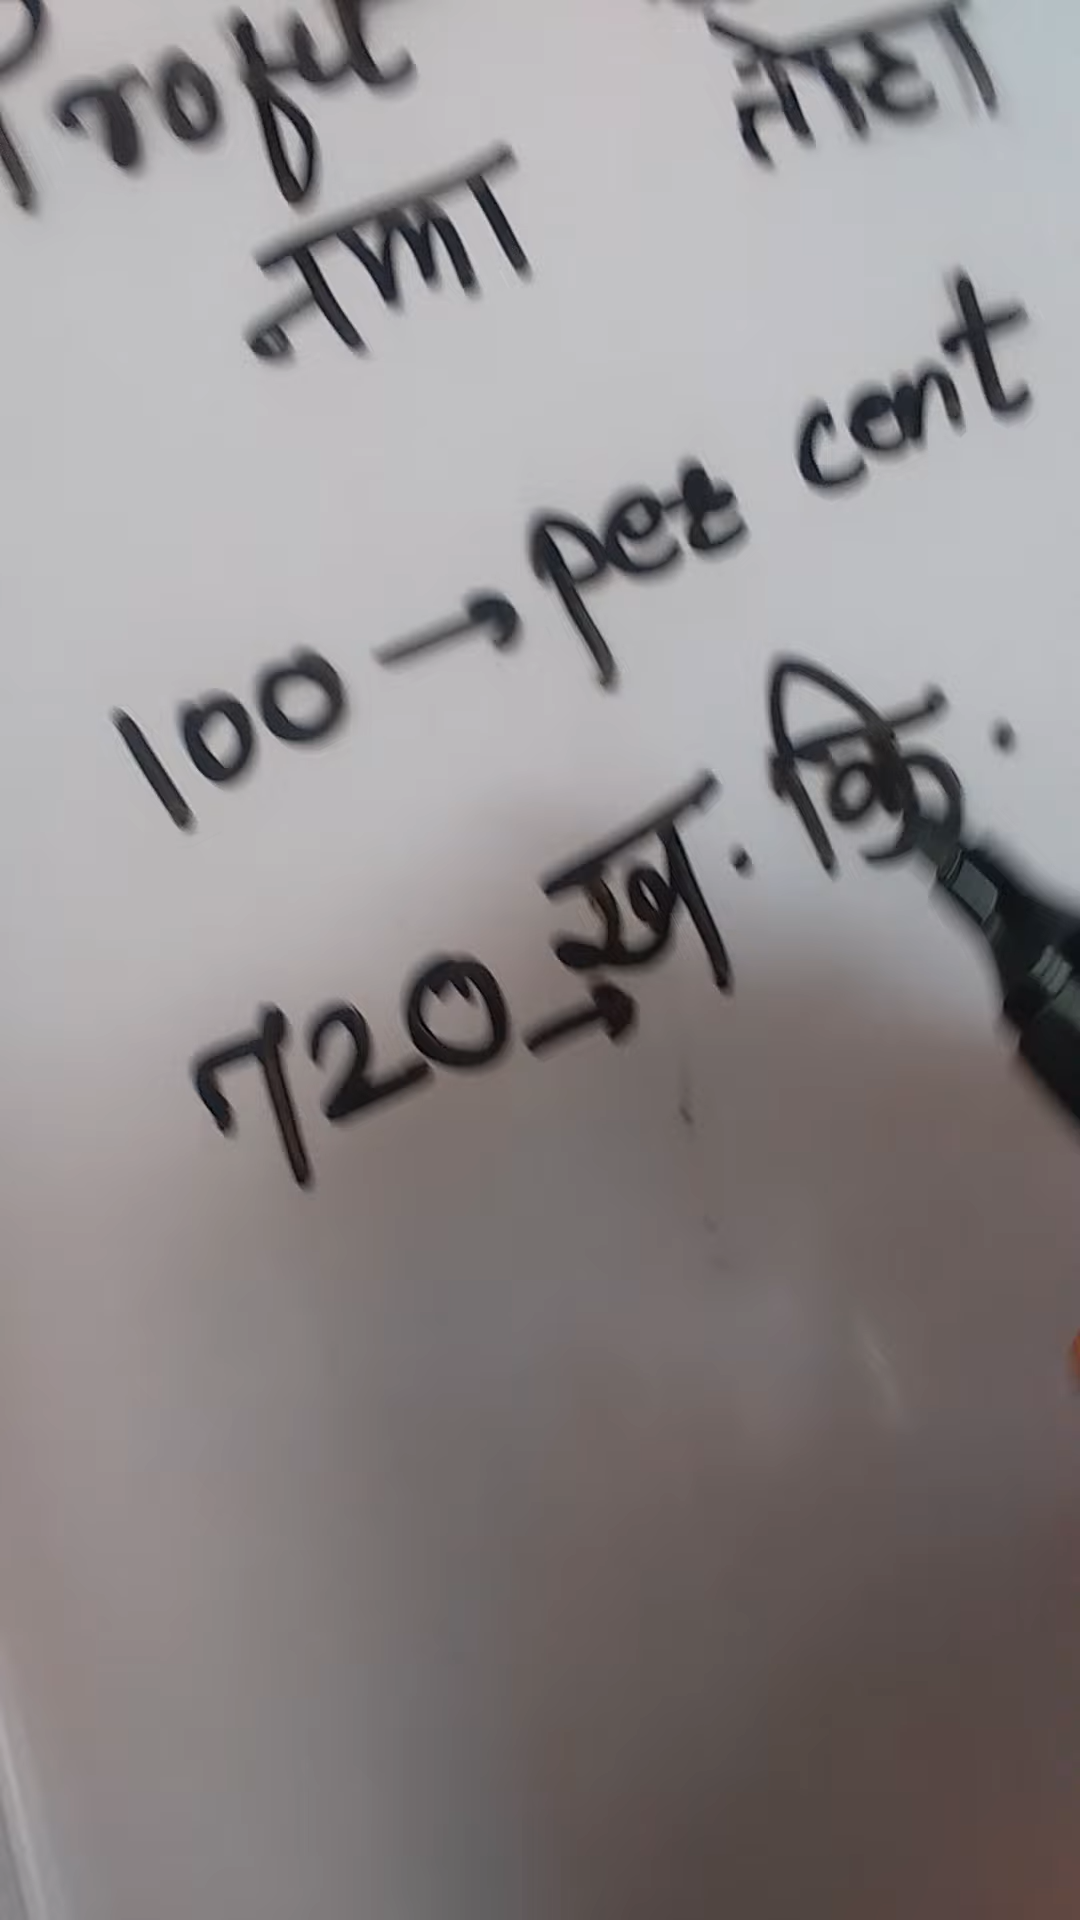 Profit तोटा
नफा
100 → per cent
720 → ख. कि.